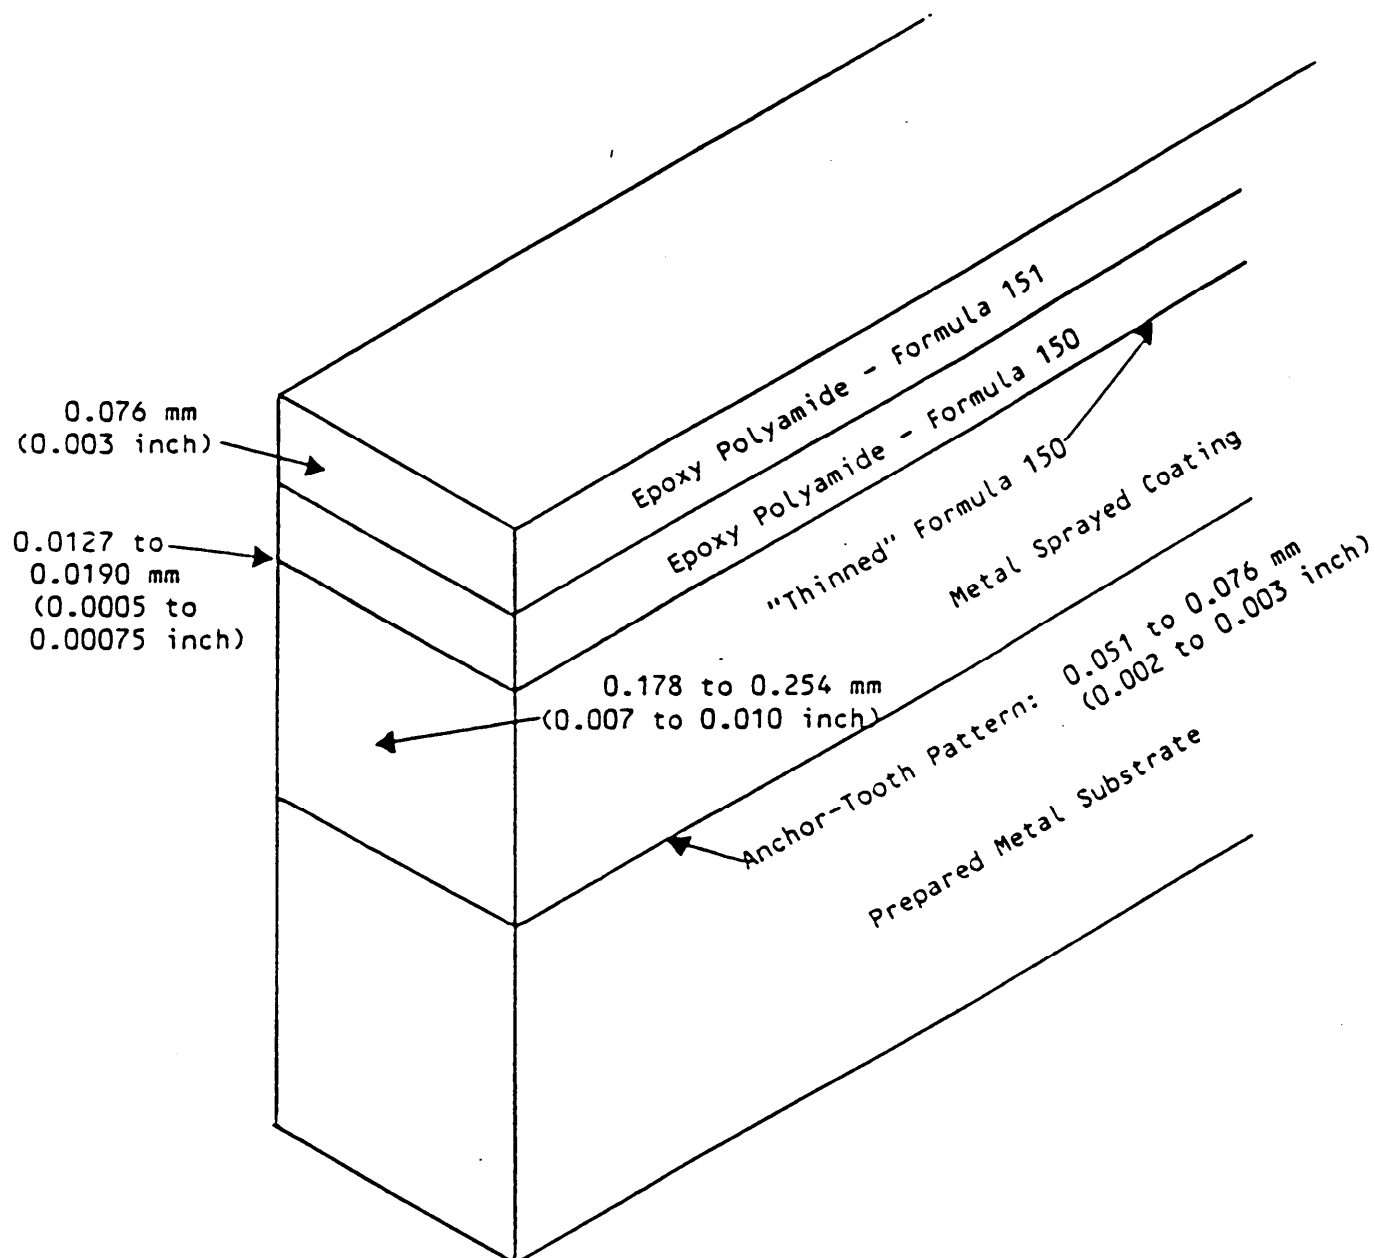 Epoxy Polyamide - Formula 151
Epoxy Polyamide - Formula 150
"Thinned" Formula 150
Metal Sprayed Coating
0.076 mm
(0.003 inch)
0.0127 to
0.0190 mm
(0.0005 to
0.00075 inch)
0.178 to 0.254 mm
(0.007 to 0.010 inch)
Anchor-Tooth Pattern: 0.051 to 0.076 mm
(0.002 to 0.003 inch)
Prepared Metal Substrate